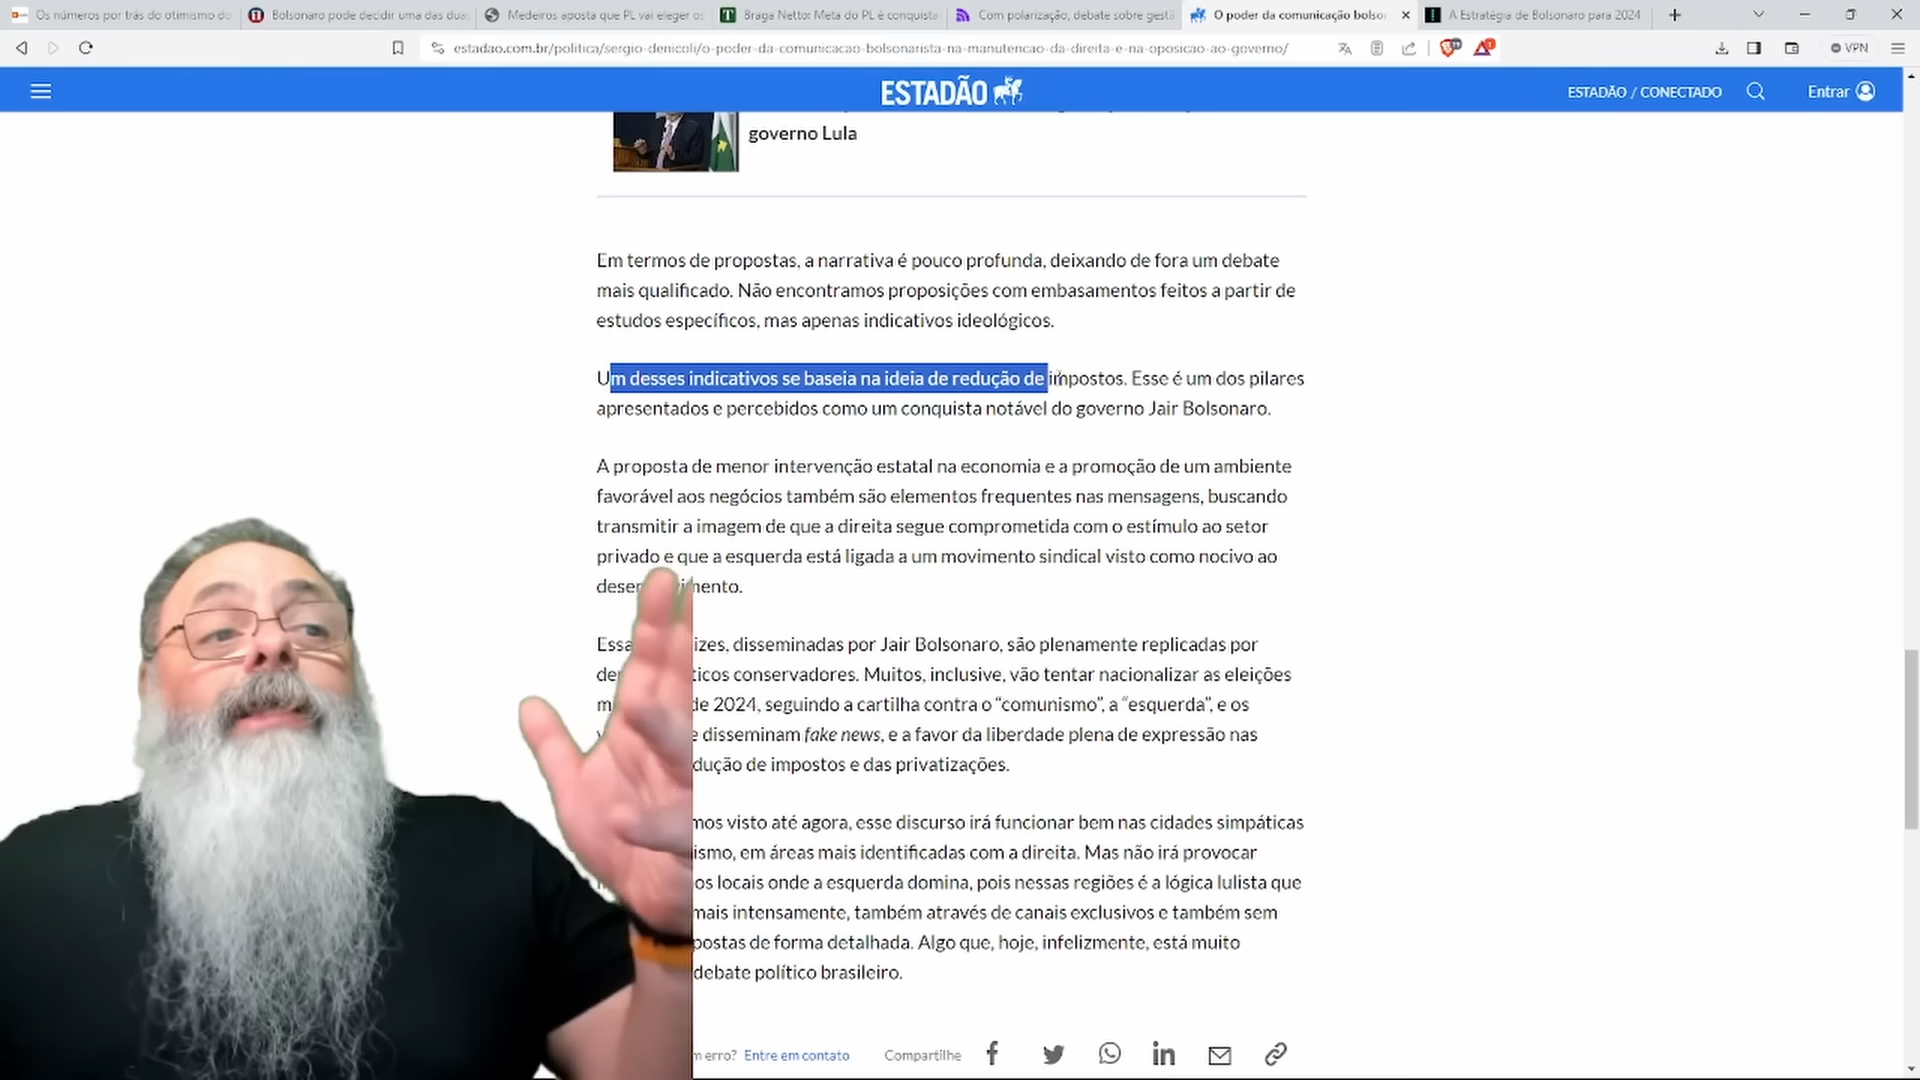 Os números por trás do otimismo do
Bolsonaro pode decidir uma das dua
Medeiros aposta que PL vai eleger o
Braga Netto: Meta do PL é conquista
Com polarização, debate sobre gestã
O poder da comunicação bolso
A Estratégia de Bolsonaro para 2024
estadao.com.br/politica/sergio-denicoli/o-poder-da-comunicacao-bolsonarista-na-manutencao-da-direita-e-na-oposicao-ao-governo/
VPN
ESTADÃO
ESTADÃO / CONECTADO
Entrar
governo Lula
Em termos de propostas, a narrativa é pouco profunda, deixando de fora um debate
mais qualificado. Não encontramos proposições com embasamentos feitos a partir de
estudos específicos, mas apenas indicativos ideológicos.
Um desses indicativos se baseia na ideia de redução de impostos. Esse é um dos pilares
apresentados e percebidos como um conquista notável do governo Jair Bolsonaro.
A proposta de menor intervenção estatal na economia e a promoção de um ambiente
favorável aos negócios também são elementos frequentes nas mensagens, buscando
transmitir a imagem de que a direita segue comprometida com o estímulo ao setor
privado e que a esquerda está ligada a um movimento sindical visto como nocivo ao
desen imento.
Essa izes, disseminadas por Jair Bolsonaro, são plenamente replicadas por
ticos conservadores. Muitos, inclusive, vão tentar nacionalizar as eleições
de 2024, seguindo a cartilha contra o “comunismo”, a “esquerda”, e os
e disseminam fake news, e a favor da liberdade plena de expressão nas
dução de impostos e das privatizações.
mos visto até agora, esse discurso irá funcionar bem nas cidades simpáticas
ismo, em áreas mais identificadas com a direita. Mas não irá provocar
os locais onde a esquerda domina, pois nessas regiões é a lógica lulista que
mais intensamente, também através de canais exclusivos e também sem
postas de forma detalhada. Algo que, hoje, infelizmente, está muito
debate político brasileiro.
m erro? Entre em contato Compartilhe